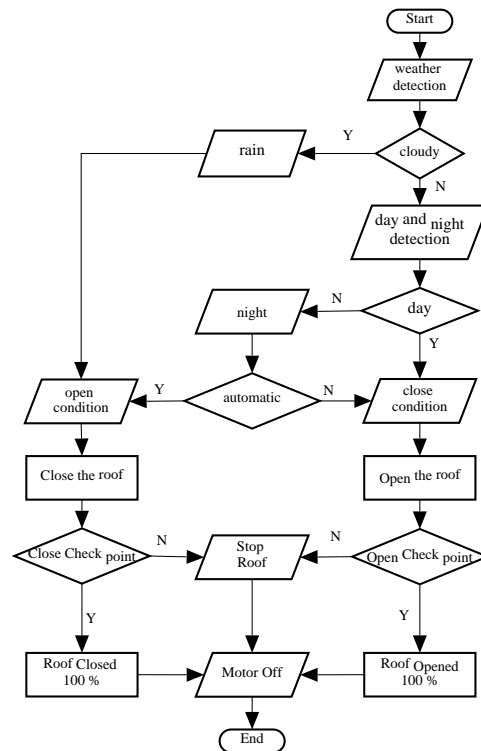 Start
weather
detection
Y
rain
cloudy
N
day and night
detection
N
night
day
Y
open
condition
Y
automatic
N
close
condition
Close the roof
Open the roof
Close Check point
N
Stop
Roof
N
Open Check point
Y
Y
Roof Closed
100 %
Motor Off
Roof Opened
100 %
End